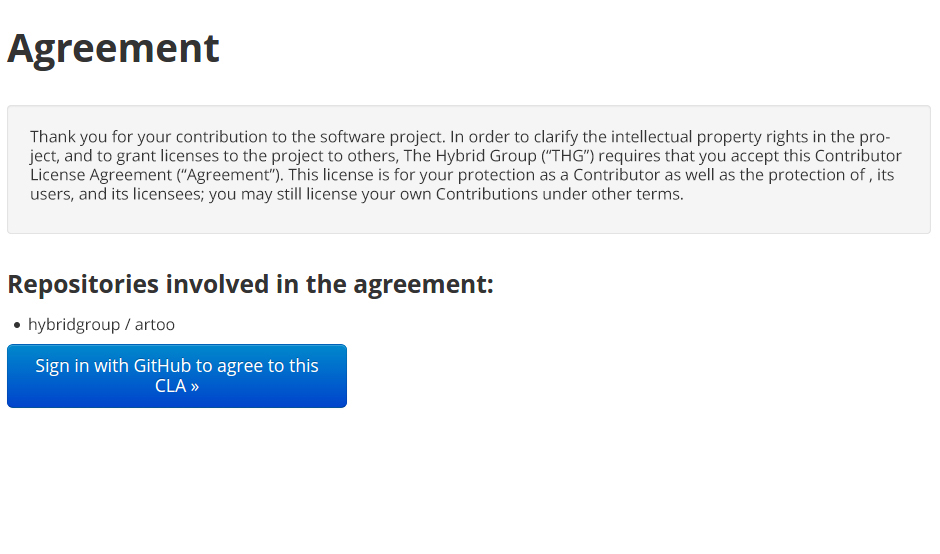 Agreement
Thank you for your contribution to the software project. In order to clarify the intellectual property rights in the pro-
ject, and to grant licenses to the project to others, The Hybrid Group (“THG”) requires that you accept this Contributor
License Agreement (“Agreement”). This license is for your protection as a Contributor as well as the protection of , its
users, and its licensees; you may still license your own Contributions under other terms.
Repositories involved in the agreement:
• hybridgroup / artoo
Sign in with GitHub to agree to this
CLA »